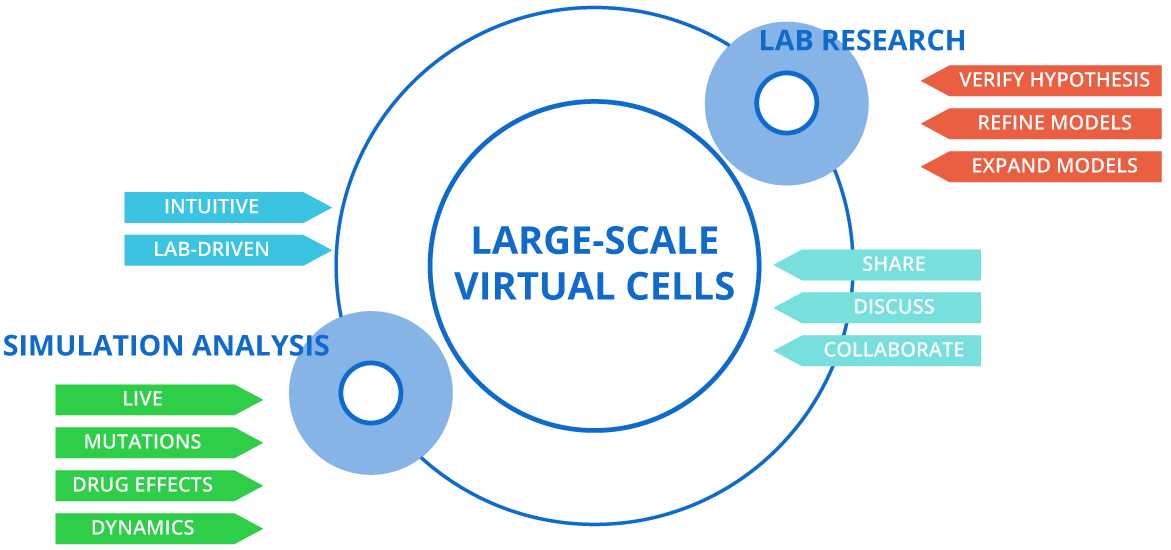 LAB RESEARCH
VERIFY HYPOTHESIS
REFINE MODELS
EXPAND MODELS
INTUITIVE
LAB-DRIVEN
LARGE-SCALE
VIRTUAL CELLS
SHARE
DISCUSS
COLLABORATE
SIMULATION ANALYSIS
LIVE
MUTATIONS
DRUG EFFECTS
DYNAMICS